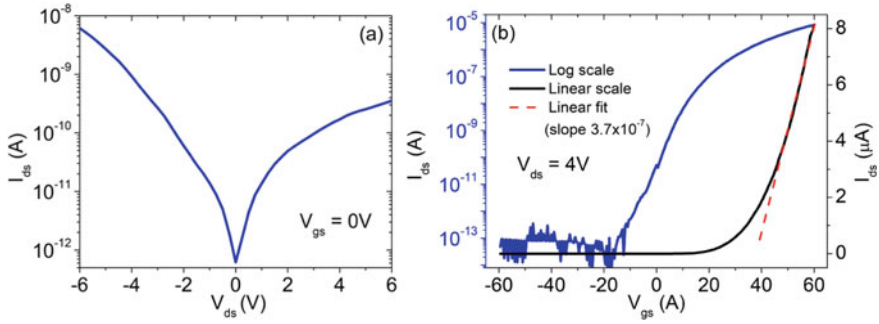 (a)
10⁻⁸
10⁻⁹
10⁻¹⁰
10⁻¹¹
10⁻¹²
I_ds (A)
V_gs = 0V
-6 -4 -2 0 2 4 6
V_ds (V)
(b)
10⁻⁵
10⁻⁷
10⁻⁹
10⁻¹¹
10⁻¹³
I_ds (A)
Log scale
Linear scale
Linear fit
(slope 3.7x10⁻⁷)
V_ds = 4V
8
6
3
0
I_ds (μA)
-60 -40 -20 0 20 40 60
V_gs (A)